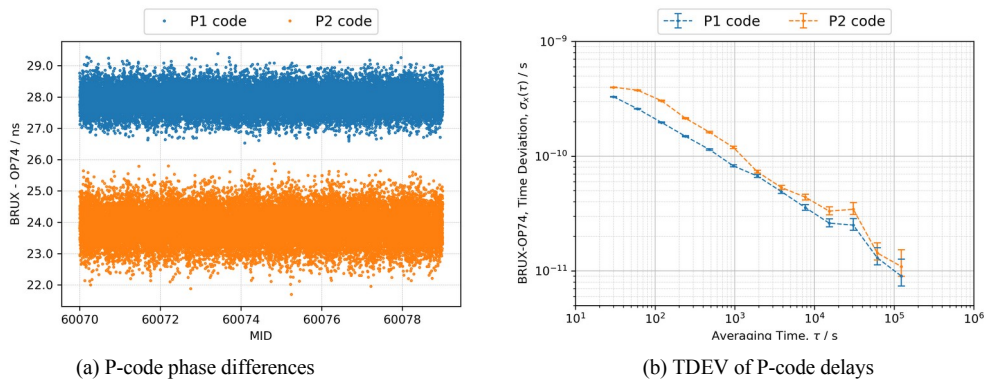 P1 code P2 code
29.0
28.0
27.0
26.0
25.0
24.0
23.0
22.0
BRUX - OP74 / ns
60070 60072 60074 60076 60078
MJD
(a) P-code phase differences
P1 code P2 code
10⁻⁹
10⁻¹⁰
10⁻¹¹
BRUX-OP74, Time Deviation, σₓ(τ) / s
10¹ 10² 10³ 10⁴ 10⁵ 10⁶
Averaging Time, τ / s
(b) TDEV of P-code delays